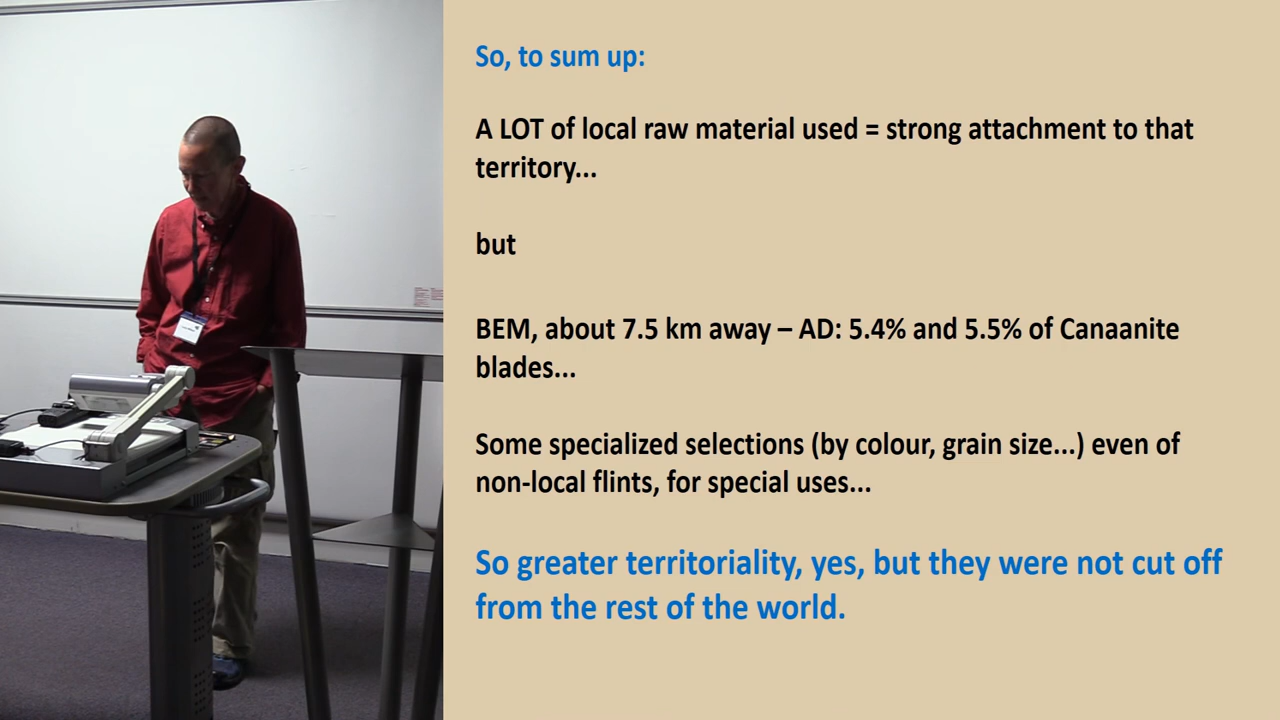 So, to sum up:
A LOT of local raw material used = strong attachment to that
territory...
but
BEM, about 7.5 km away – AD: 5.4% and 5.5% of Canaanite
blades...
Some specialized selections (by colour, grain size...) even of
non-local flints, for special uses...
So greater territoriality, yes, but they were not cut off
from the rest of the world.